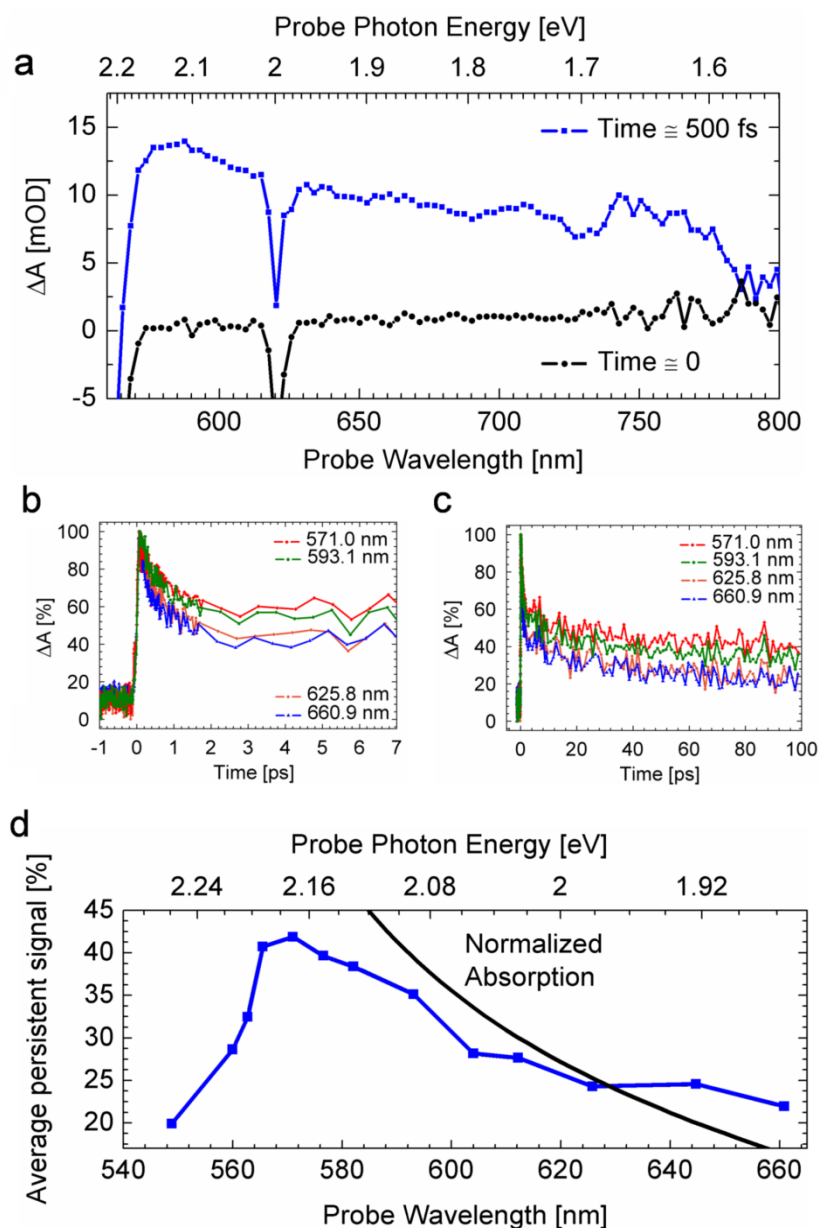 Probe Photon Energy [eV]
a
2.2 2.1 2 1.9 1.8 1.7 1.6
15
10
5
0
-5
ΔA [mOD]
Time ≅ 500 fs
Time ≅ 0
600 650 700 750 800
Probe Wavelength [nm]
b
100
80
60
40
20
0
ΔA [%]
571.0 nm
593.1 nm
625.8 nm
660.9 nm
-1 0 1 2 3 4 5 6 7
Time [ps]
c
100
80
60
40
20
0
ΔA [%]
571.0 nm
593.1 nm
625.8 nm
660.9 nm
0 20 40 60 80 100
Time [ps]
d
Probe Photon Energy [eV]
2.24 2.16 2.08 2 1.92
45
40
35
30
25
20
Average persistent signal [%]
Normalized
Absorption
540 560 580 600 620 640 660
Probe Wavelength [nm]